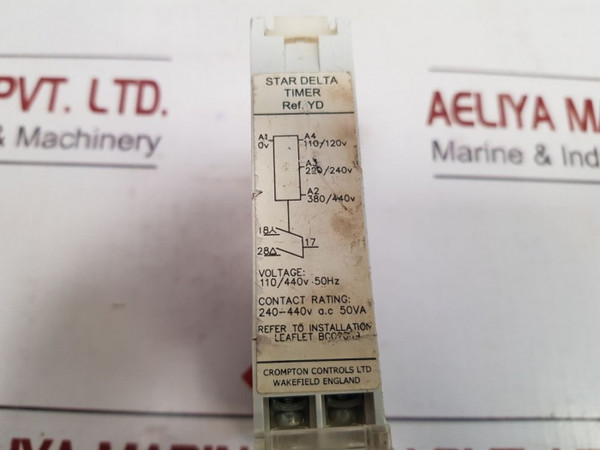 STAR DELTA
TIMER
Ref. YD
A1
0v
A4
110/120v
A3
220/240v
A2
380/440v
18⅄
17
28△
VOLTAGE:
110/440v 50Hz
CONTACT RATING:
240-440v a.c 50VA
REFER TO INSTALLATION
LEAFLET
CROMPTON CONTROLS LTD
WAKEFIELD ENGLAND
PVT. LTD.
& Machinery
AELIYA MA
Marine & Ind